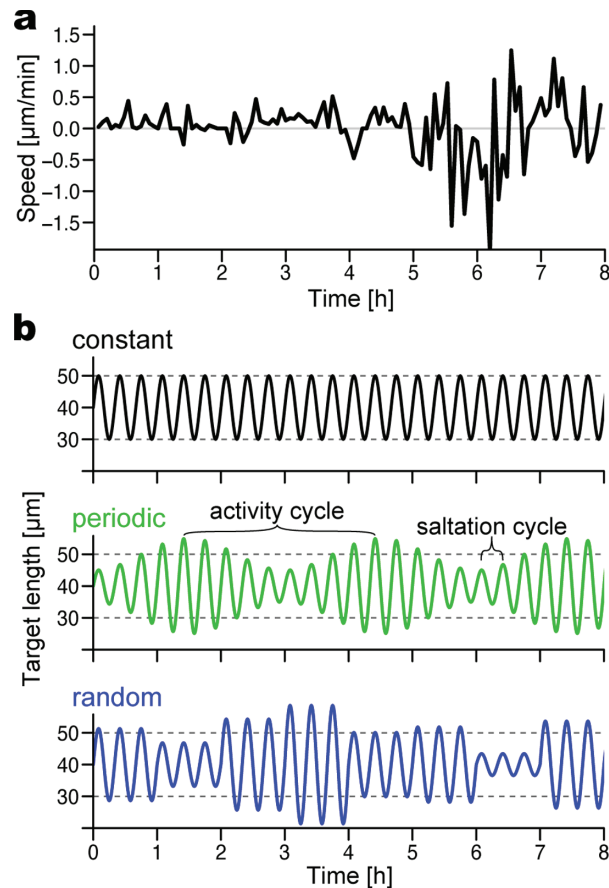 a
Speed [µm/min]
1.5
1.0
0.5
0.0
−0.5
−1.0
−1.5
0 1 2 3 4 5 6 7 8
Time [h]
b
constant
50
40
30
Target length [µm]
periodic
activity cycle
saltation cycle
50
40
30
random
50
40
30
0 1 2 3 4 5 6 7 8
Time [h]